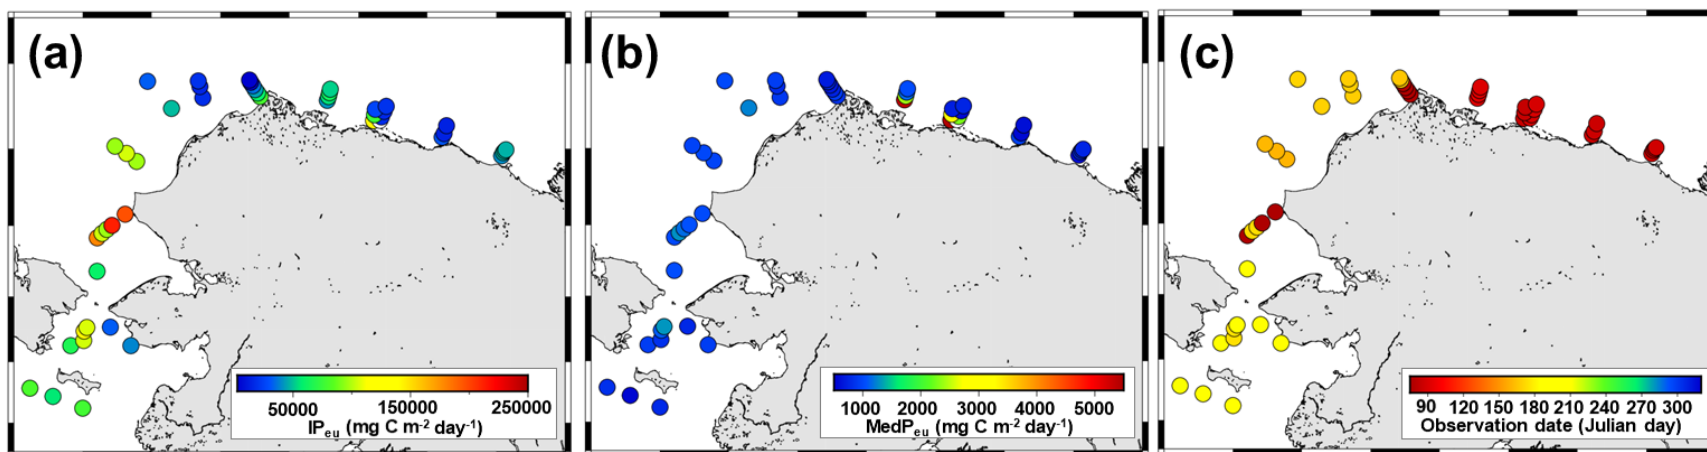 (a)
50000 150000 250000
IPeu (mg C m-2 day-1)
(b)
1000 2000 3000 4000 5000
MedPeu (mg C m-2 day-1)
(c)
90 120 150 180 210 240 270 300
Observation date (Julian day)